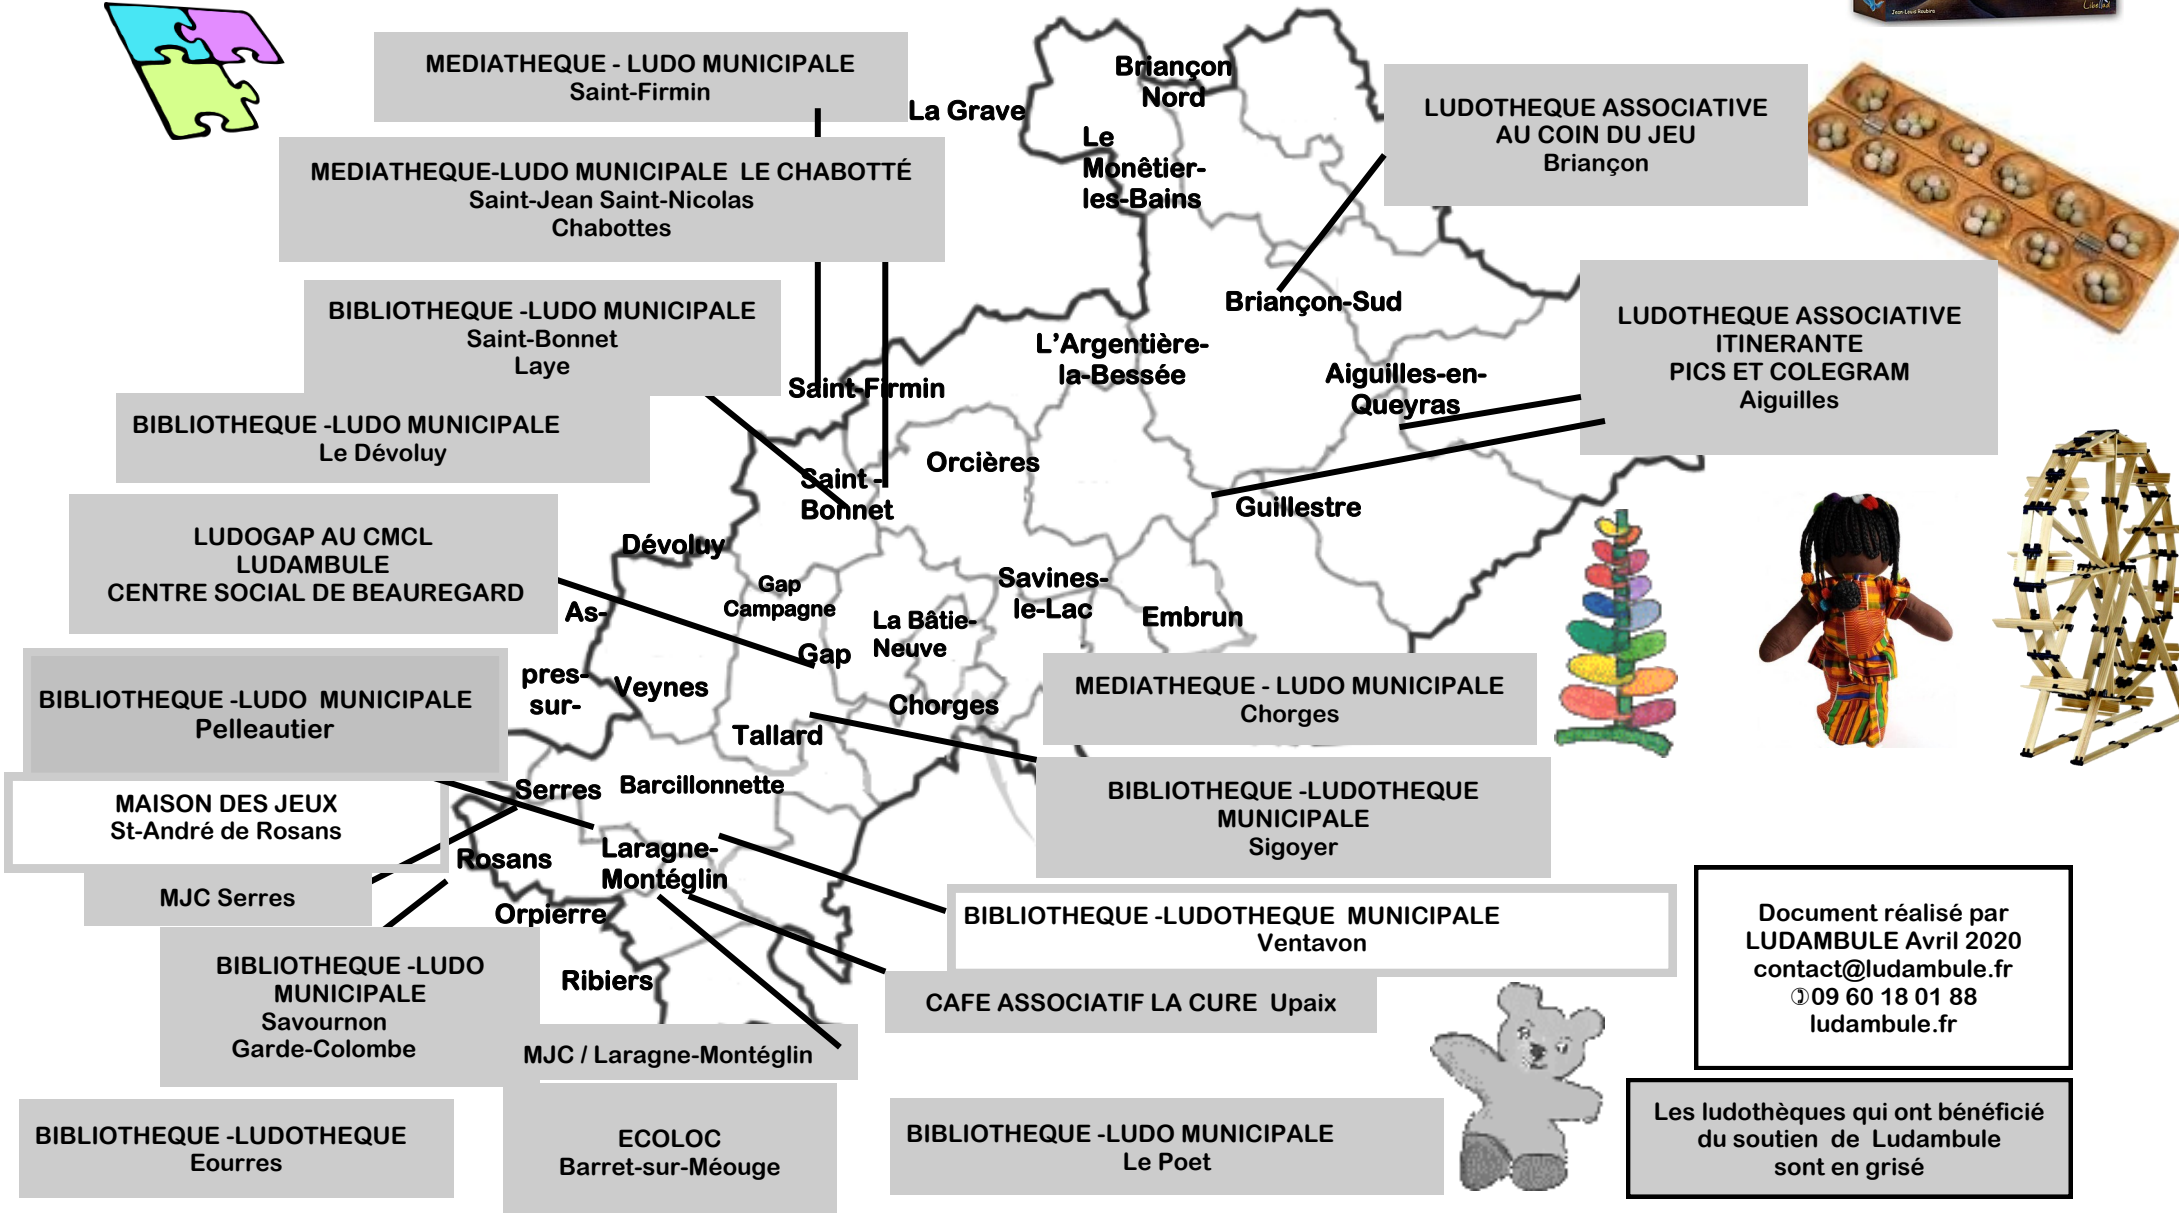 Jean Louis Roubira
Libellud
MEDIATHEQUE - LUDO MUNICIPALE
Saint-Firmin
MEDIATHEQUE-LUDO MUNICIPALE LE CHABOTTÉ
Saint-Jean Saint-Nicolas
Chabottes
BIBLIOTHEQUE -LUDO MUNICIPALE
Saint-Bonnet
Laye
BIBLIOTHEQUE -LUDO MUNICIPALE
Le Dévoluy
LUDOGAP AU CMCL
LUDAMBULE
CENTRE SOCIAL DE BEAUREGARD
BIBLIOTHEQUE -LUDO MUNICIPALE
Pelleautier
MAISON DES JEUX
St-André de Rosans
MJC Serres
BIBLIOTHEQUE -LUDO
MUNICIPALE
Savournon
Garde-Colombe
BIBLIOTHEQUE -LUDOTHEQUE
Eourres
La Grave
Briançon
Nord
Le
Monêtier-
les-Bains
Briançon-Sud
L'Argentière-
la-Bessée
Aiguilles-en-
Queyras
Saint-Firmin
Orcières
Saint -
Bonnet
Guillestre
Dévoluy
Gap
Campagne
Savines-
le-Lac
As-
La Bâtie-
Neuve
Embrun
Gap
pres-
sur-
Veynes
Chorges
Tallard
Serres
Barcillonnette
Rosans
Laragne-
Montéglin
Orpierre
Ribiers
LUDOTHEQUE ASSOCIATIVE
AU COIN DU JEU
Briançon
LUDOTHEQUE ASSOCIATIVE
ITINERANTE
PICS ET COLEGRAM
Aiguilles
MEDIATHEQUE - LUDO MUNICIPALE
Chorges
BIBLIOTHEQUE -LUDOTHEQUE
MUNICIPALE
Sigoyer
BIBLIOTHEQUE -LUDOTHEQUE MUNICIPALE
Ventavon
CAFE ASSOCIATIF LA CURE Upaix
MJC / Laragne-Montéglin
ECOLOC
Barret-sur-Méouge
BIBLIOTHEQUE -LUDO MUNICIPALE
Le Poet
Document réalisé par
LUDAMBULE Avril 2020
contact@ludambule.fr
✆09 60 18 01 88
ludambule.fr
Les ludothèques qui ont bénéficié
du soutien de Ludambule
sont en grisé